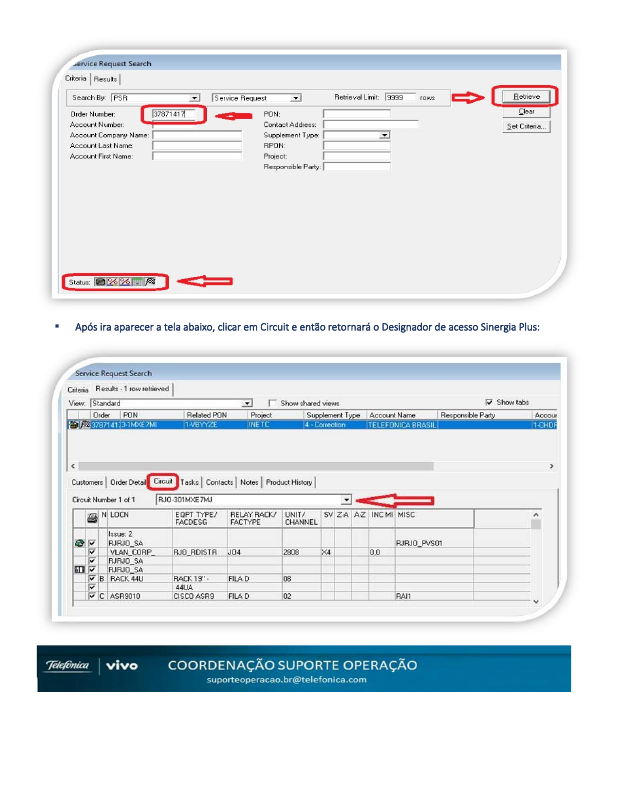 Service Request Search
Criteria Results
Search By: PSR Service Request Retrieval Limit: 9999 rows Retrieve
Order Number: 37871417 PON: Clear
Account Number: Contact Address: Set Criteria...
Account Company Name: Supplement Type:
Account Last Name: RPON:
Account First Name: Project:
Responsible Party:
Status:
▪ Após ira aparecer a tela abaixo, clicar em Circuit e então retornará o Designador de acesso Sinergia Plus:
Service Request Search
Criteria Results - 1 row retrieved
View: Standard Show shared views Show tabs
Order PON Related PON Project Supplement Type Account Name Responsible Party Accour
INETC 4 - Correction TELEFONICA BRASIL
Customers Order Detail Circuit Tasks Contacts Notes Product History
Circuit Number 1 of 1 RJO-301MXE7MJ
N LOCN EQPT TYPE/ FACDESG RELAY RACK/ FACTYPE UNIT/ CHANNEL SV Z-A A-Z INC MI MISC
Issue: 2
RJRJO_SA RJRJO_PVS01
VLAN_CORP_ RJO_RDISTR J04 2808 X4 0.0
RJRJO_SA
RJRJO_SA
B RACK 44U RACK 19" - FILA D 08
44UA
C ASR9010 CISCO ASR9 FILA D 02 RAI1
Telefónica vivo COORDENAÇÃO SUPORTE OPERAÇÃO
suporteoperacao.br@telefonica.com